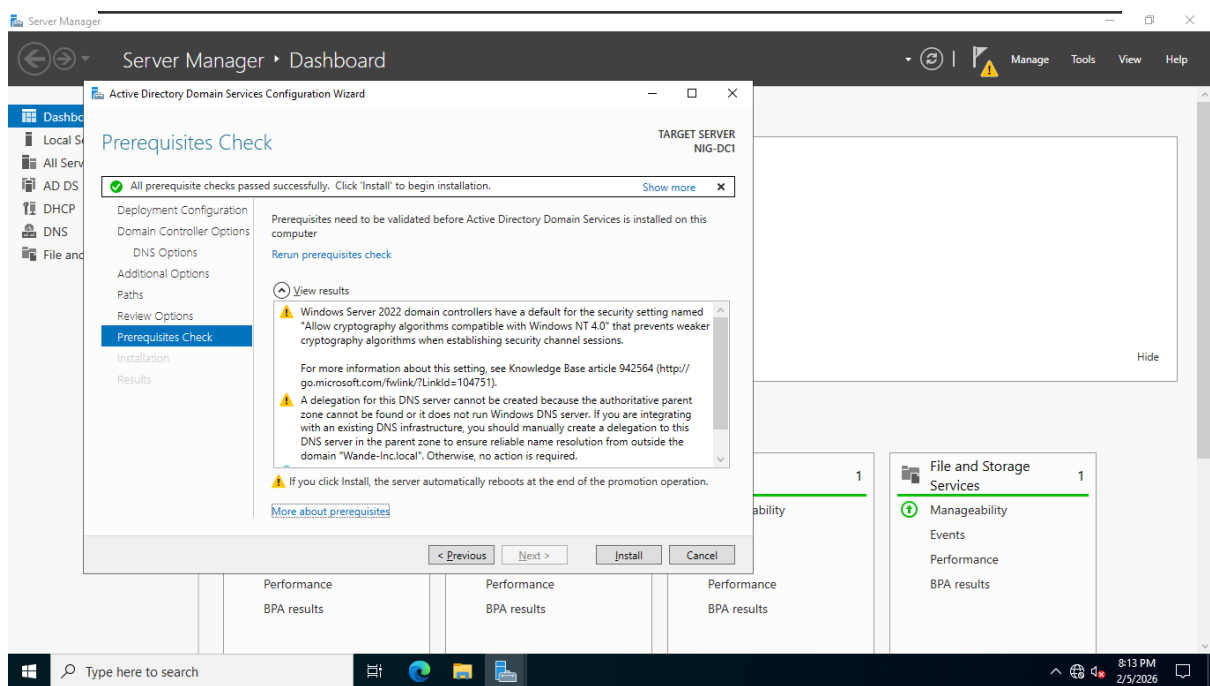 Server Manager
Server Manager ‣ Dashboard
Manage Tools View Help
Active Directory Domain Services Configuration Wizard
Dashbo
Local Se
All Serv
AD DS
DHCP
DNS
File and
Prerequisites Check
TARGET SERVER
NIG-DC1
All prerequisite checks passed successfully. Click 'Install' to begin installation.
Show more
Deployment Configuration
Domain Controller Options
DNS Options
Additional Options
Paths
Review Options
Prerequisites Check
Installation
Results
Prerequisites need to be validated before Active Directory Domain Services is installed on this
computer
Rerun prerequisites check
View results
Windows Server 2022 domain controllers have a default for the security setting named
"Allow cryptography algorithms compatible with Windows NT 4.0" that prevents weaker
cryptography algorithms when establishing security channel sessions.
For more information about this setting, see Knowledge Base article 942564 (http://
go.microsoft.com/fwlink/?LinkId=104751).
A delegation for this DNS server cannot be created because the authoritative parent
zone cannot be found or it does not run Windows DNS server. If you are integrating
with an existing DNS infrastructure, you should manually create a delegation to this
DNS server in the parent zone to ensure reliable name resolution from outside the
domain "Wande-Inc.local". Otherwise, no action is required.
If you click Install, the server automatically reboots at the end of the promotion operation.
More about prerequisites
< Previous
Next >
Install
Cancel
Hide
1
ability
File and Storage
Services
1
Manageability
Events
Performance
BPA results
Performance
BPA results
Performance
BPA results
Performance
BPA results
Type here to search
8:13 PM
2/5/2026